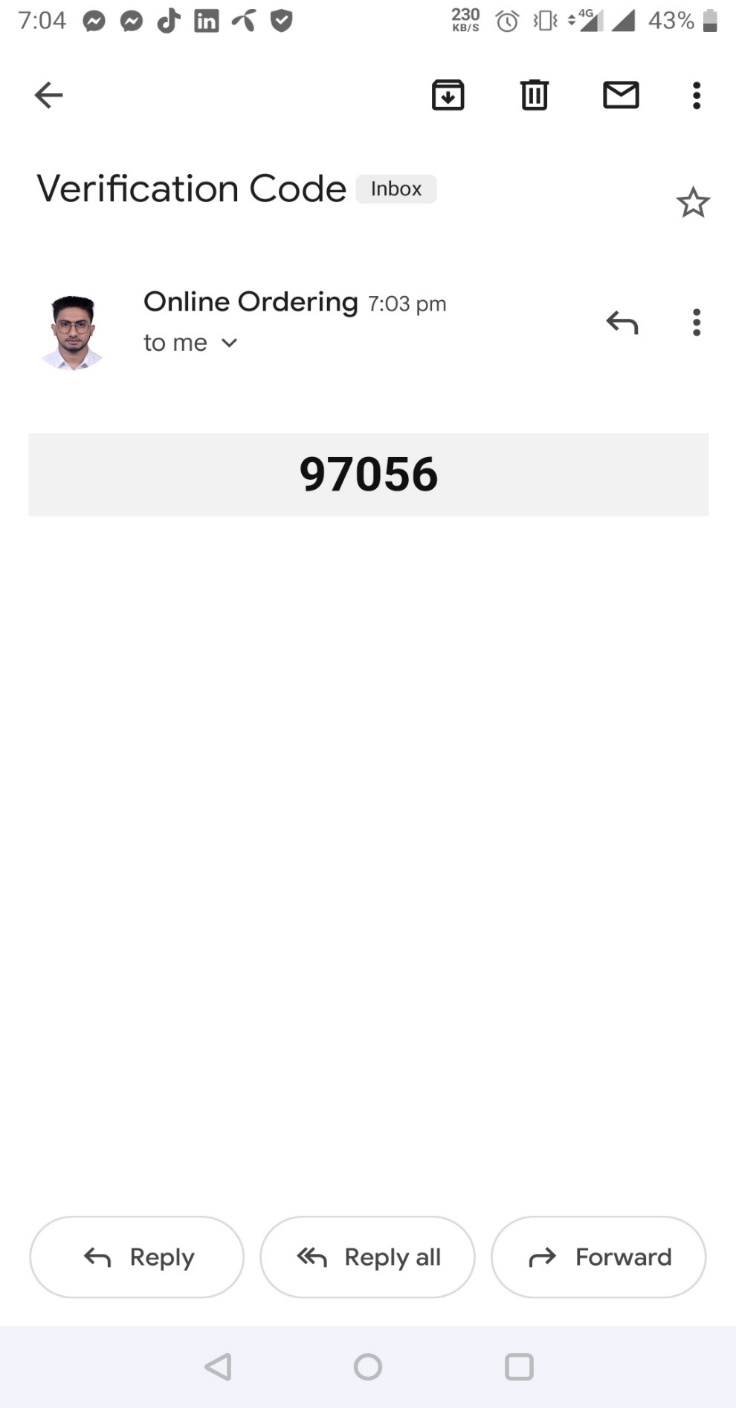 7:04 230 KB/S 4G 43%
Verification Code Inbox
Online Ordering 7:03 pm
to me
97056
Reply Reply all Forward